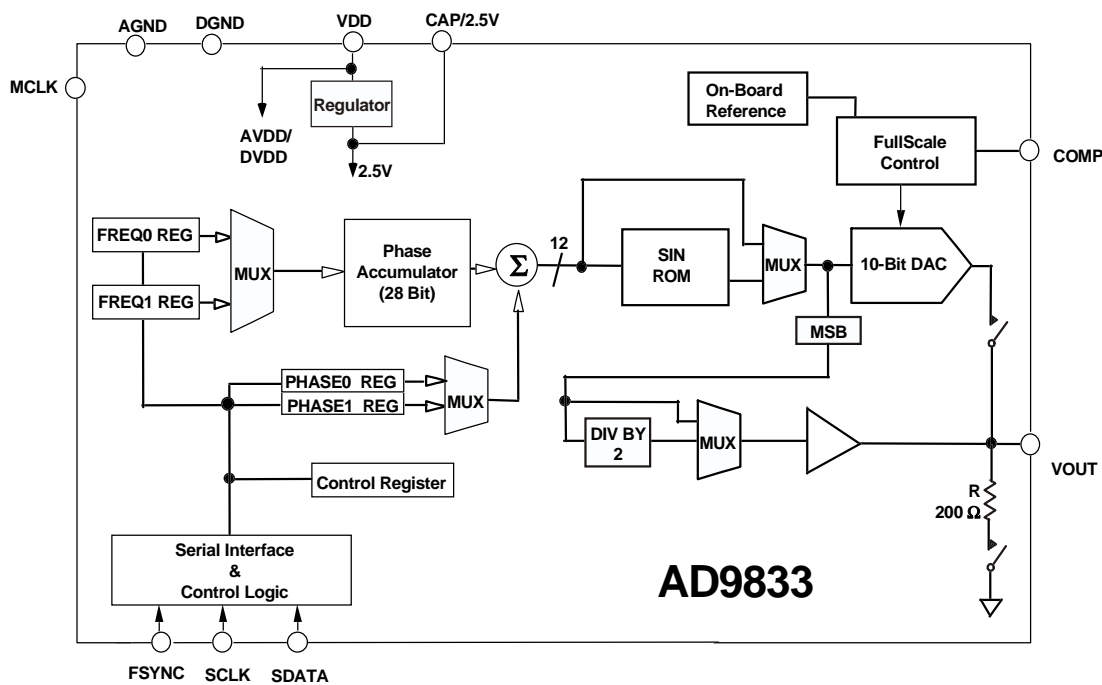 AGND
DGND
VDD
CAP/2.5V
MCLK
Regulator
AVDD/
DVDD
2.5V
On-Board
Reference
FullScale
Control
COMP
FREQ0 REG
FREQ1 REG
MUX
Phase
Accumulator
(28 Bit)
Σ
12
SIN
ROM
MUX
10-Bit DAC
MSB
PHASE0 REG
PHASE1 REG
MUX
DIV BY
2
MUX
VOUT
Control Register
R
200 Ω
Serial Interface
&
Control Logic
AD9833
FSYNC
SCLK
SDATA